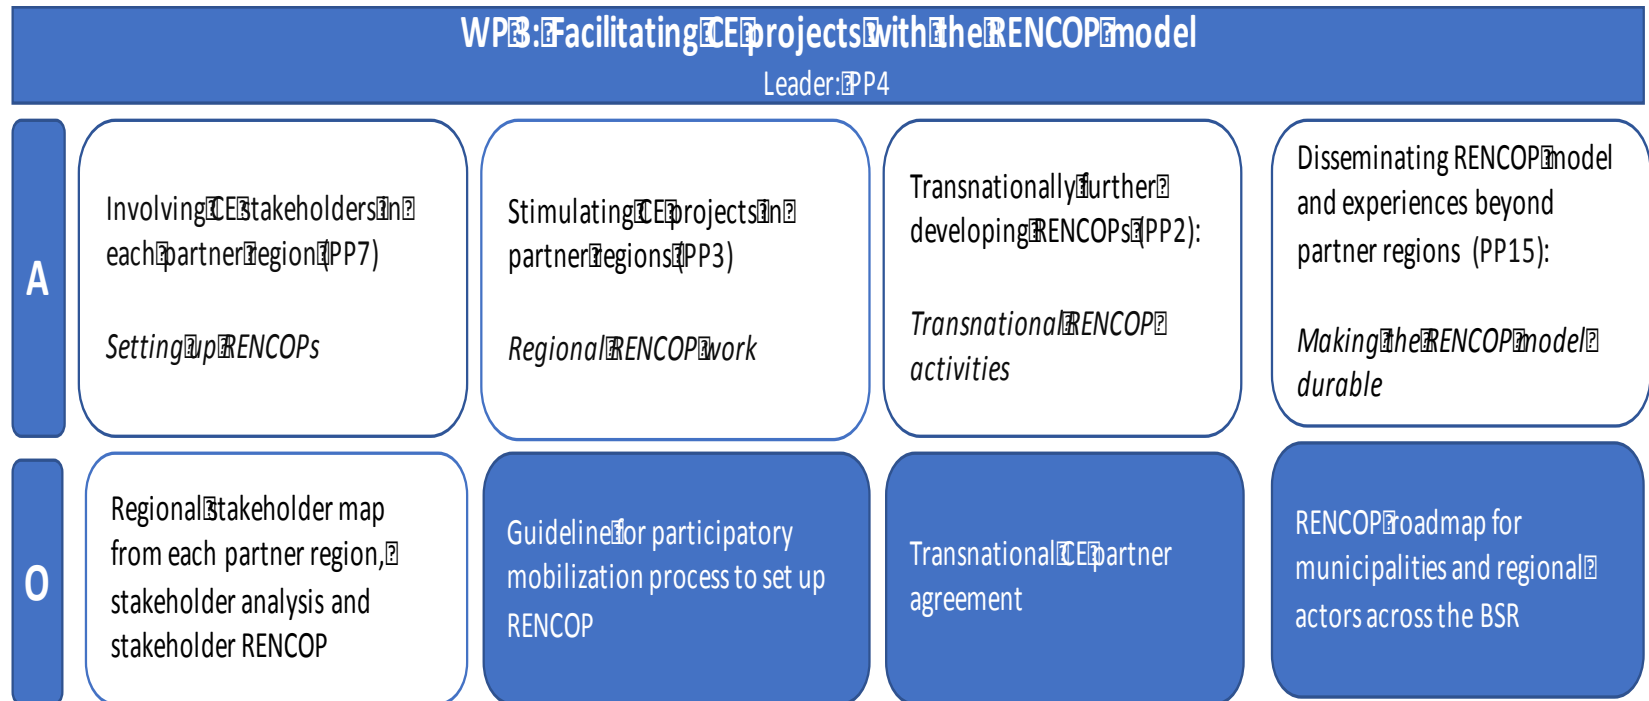 WP 3: Facilitating CE projects with the RENCOP model
Leader: PP4
A
Involving CE stakeholders in
each partner region (PP7)
Setting up RENCOPs
Stimulating CE projects in
partner regions (PP3)
Regional RENCOP work
Transnationally further
developing RENCOPs (PP2):
Transnational RENCOP
activities
Disseminating RENCOP model
and experiences beyond
partner regions (PP15):
Making the RENCOP model
durable
O
Regional stakeholder map
from each partner region,
stakeholder analysis and
stakeholder RENCOP
Guideline for participatory
mobilization process to set up
RENCOP
Transnational CE partner
agreement
RENCOP roadmap for
municipalities and regional
actors across the BSR